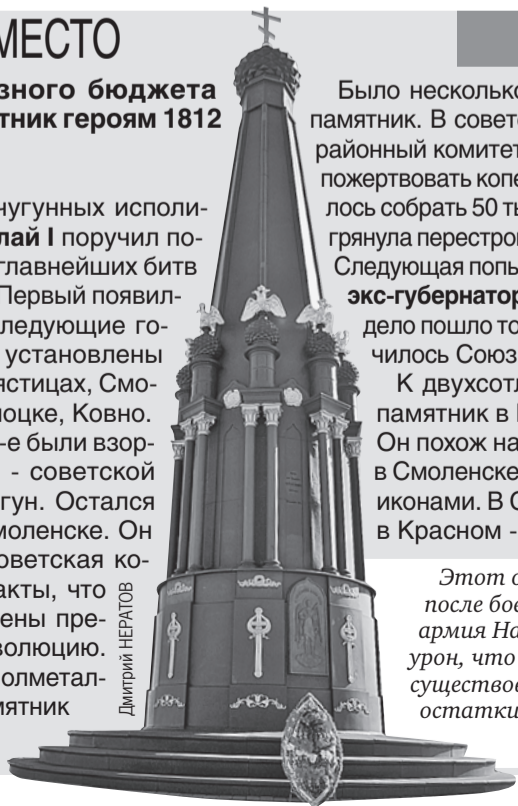 МЕСТО
зного бюджета
тник героям 1812
чугунных исполи-
лай I поручил по-
главнейших битв
Первый появил-
ледующие го-
установлены
ястицах, Смо-
лоцке, Ковно.
-е были взор-
- советской
гун. Остался
моленске. Он
оветская ко-
акты, что
ены пре-
волюцию.
олметал-
мятник
Дмитрий НЕРАТОВ
Было несколько
памятник. В совет
районный комитет
пожертвовать копе
лось собрать 50 ты
грянула перестрой
Следующая попы
экс-губернатор
дело пошло то
чилось Союз
К двухсотл
памятник в
Он похож на
в Смоленске
иконами. В С
в Красном -
Этот о
после бое
армия На
урон, что
существое
остатки